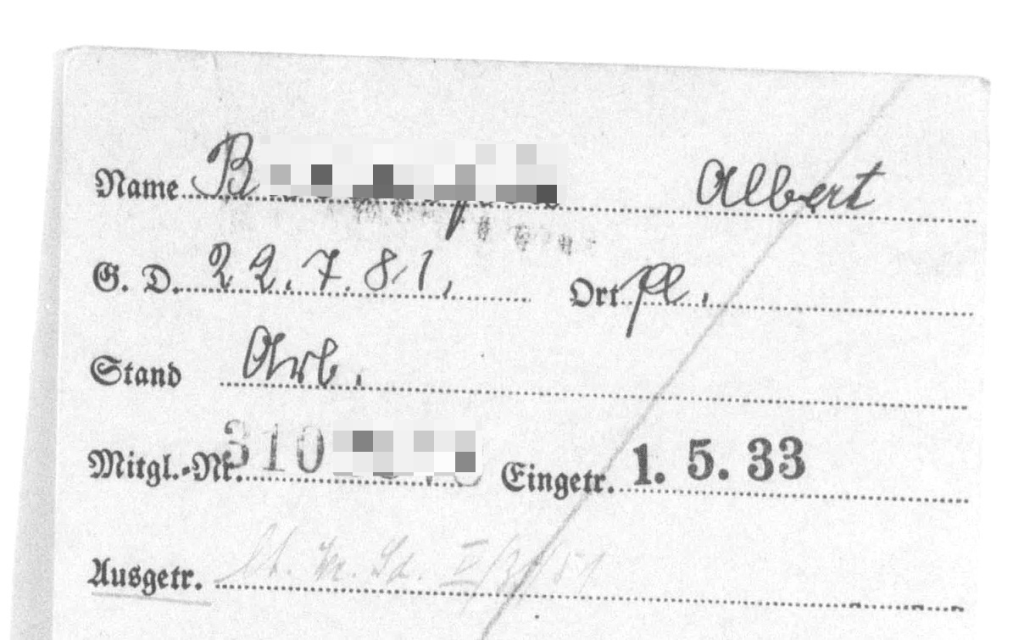 Name B Albert
G. D. 22.7.81. Ort Pl.
Stand Arb.
Mitgl.-Nr. 310 Eingetr. 1. 5. 33
Ausgetr.